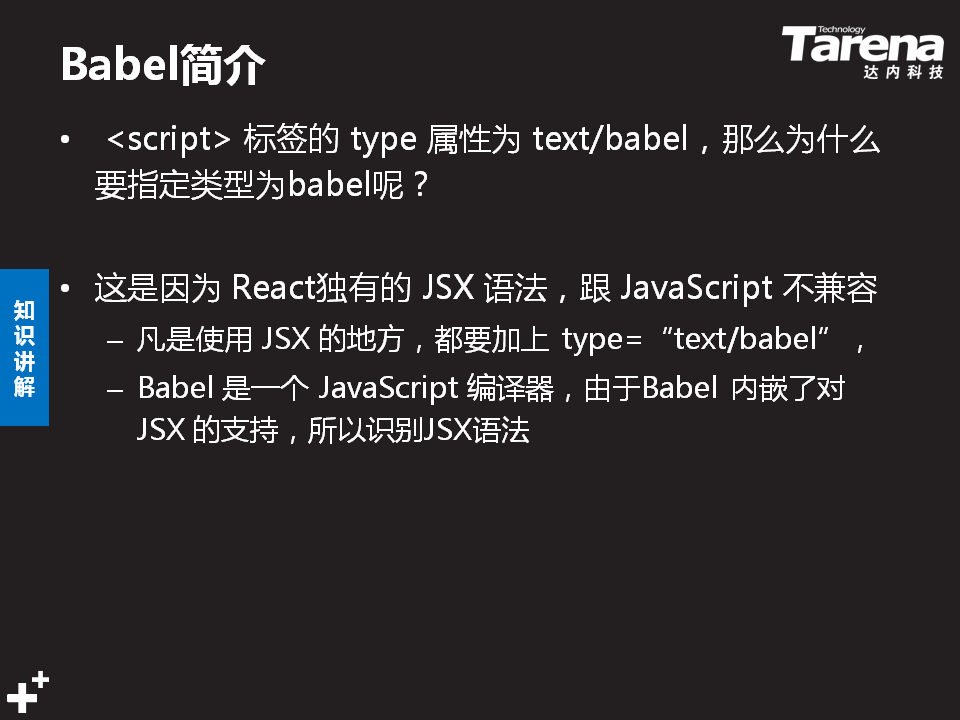 Babel简介
Technology
Tarena
达内科技
• <script> 标签的 type 属性为 text/babel，那么为什么
要指定类型为babel呢？
• 这是因为 React独有的 JSX 语法，跟 JavaScript 不兼容
– 凡是使用 JSX 的地方，都要加上 type=“text/babel”，
– Babel 是一个 JavaScript 编译器，由于Babel 内嵌了对
JSX 的支持，所以识别JSX语法
知
识
讲
解